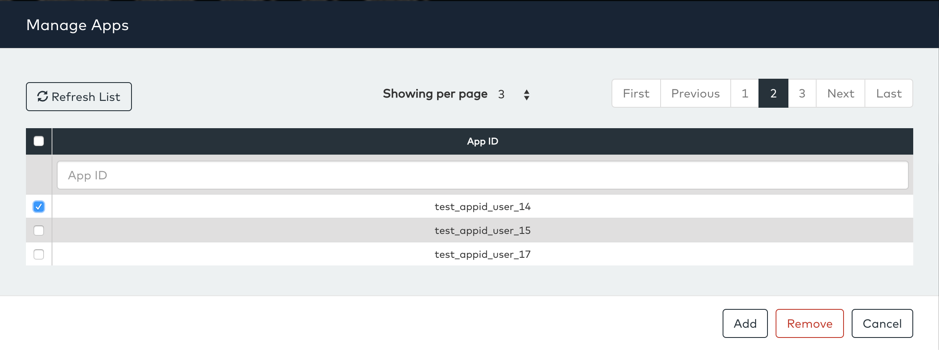 Manage Apps
Refresh List
Showing per page 3
First Previous 1 2 3 Next Last
App ID
App ID
test_appid_user_14
test_appid_user_15
test_appid_user_17
Add Remove Cancel